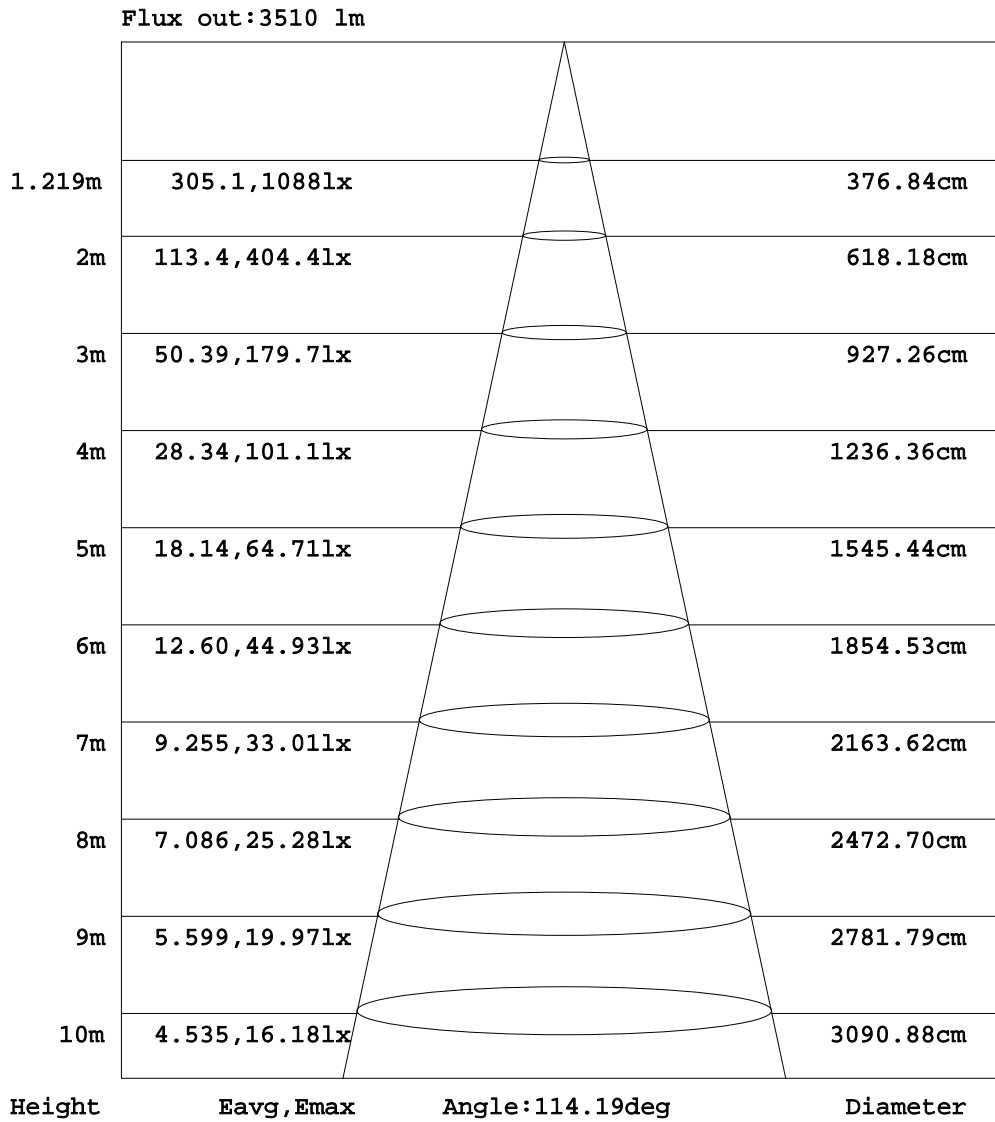 Flux out:3510 lm
1.219m 305.1,1088lx 376.84cm
2m 113.4,404.4lx 618.18cm
3m 50.39,179.7lx 927.26cm
4m 28.34,101.1lx 1236.36cm
5m 18.14,64.71lx 1545.44cm
6m 12.60,44.93lx 1854.53cm
7m 9.255,33.01lx 2163.62cm
8m 7.086,25.28lx 2472.70cm
9m 5.599,19.97lx 2781.79cm
10m 4.535,16.18lx 3090.88cm
Height Eavg,Emax Angle:114.19deg Diameter